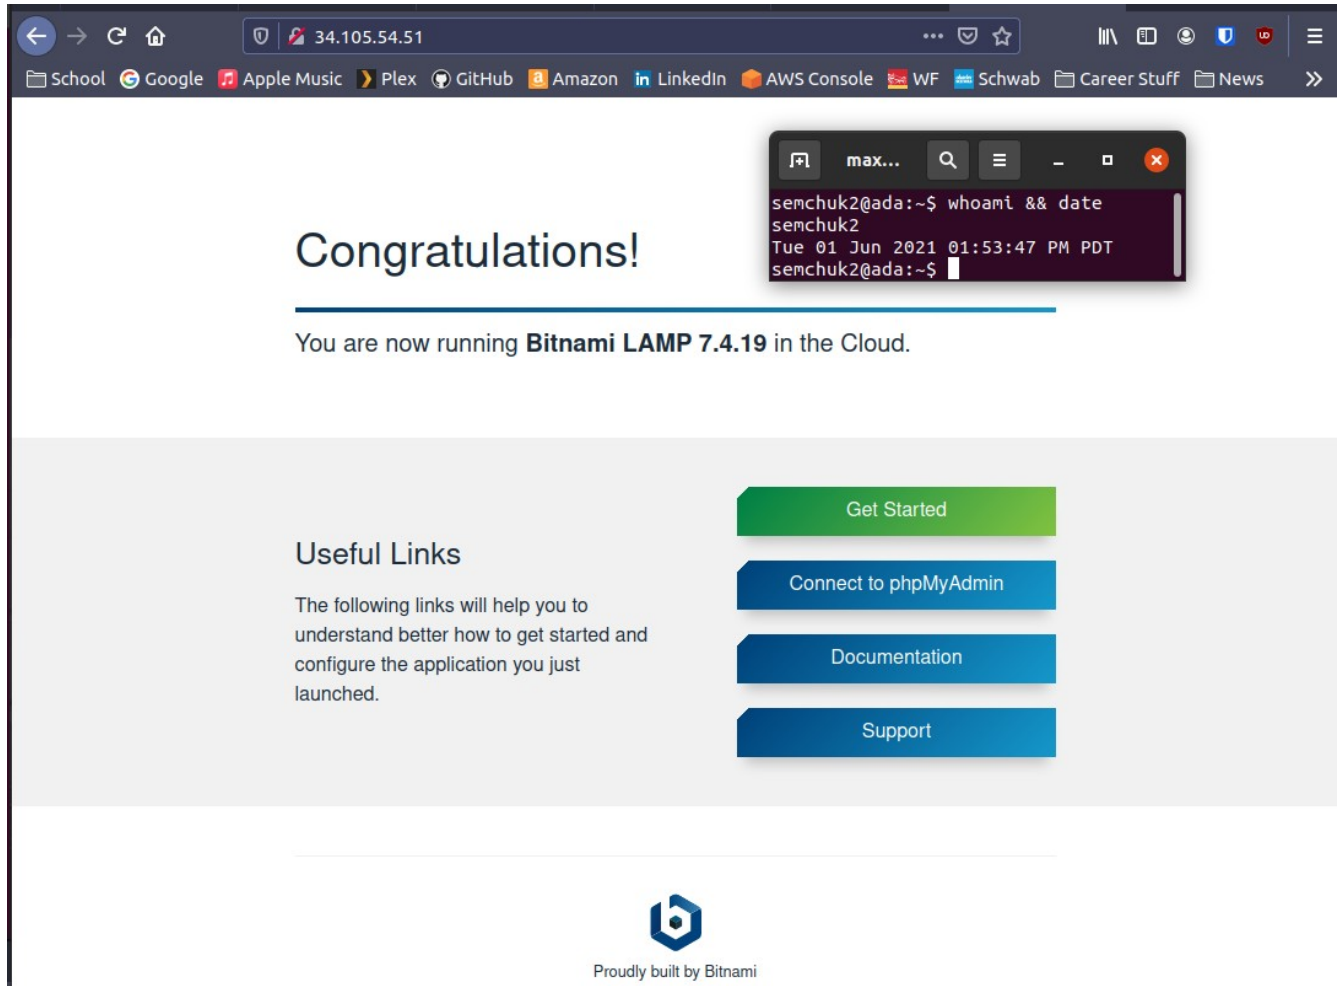 34.105.54.51
School Google Apple Music Plex GitHub Amazon LinkedIn AWS Console WF Schwab Career Stuff News
max...
semchuk2@ada:~$ whoami && date
semchuk2
Tue 01 Jun 2021 01:53:47 PM PDT
semchuk2@ada:~$
Congratulations!
You are now running Bitnami LAMP 7.4.19 in the Cloud.
Useful Links
The following links will help you to
understand better how to get started and
configure the application you just
launched.
Get Started
Connect to phpMyAdmin
Documentation
Support
Proudly built by Bitnami